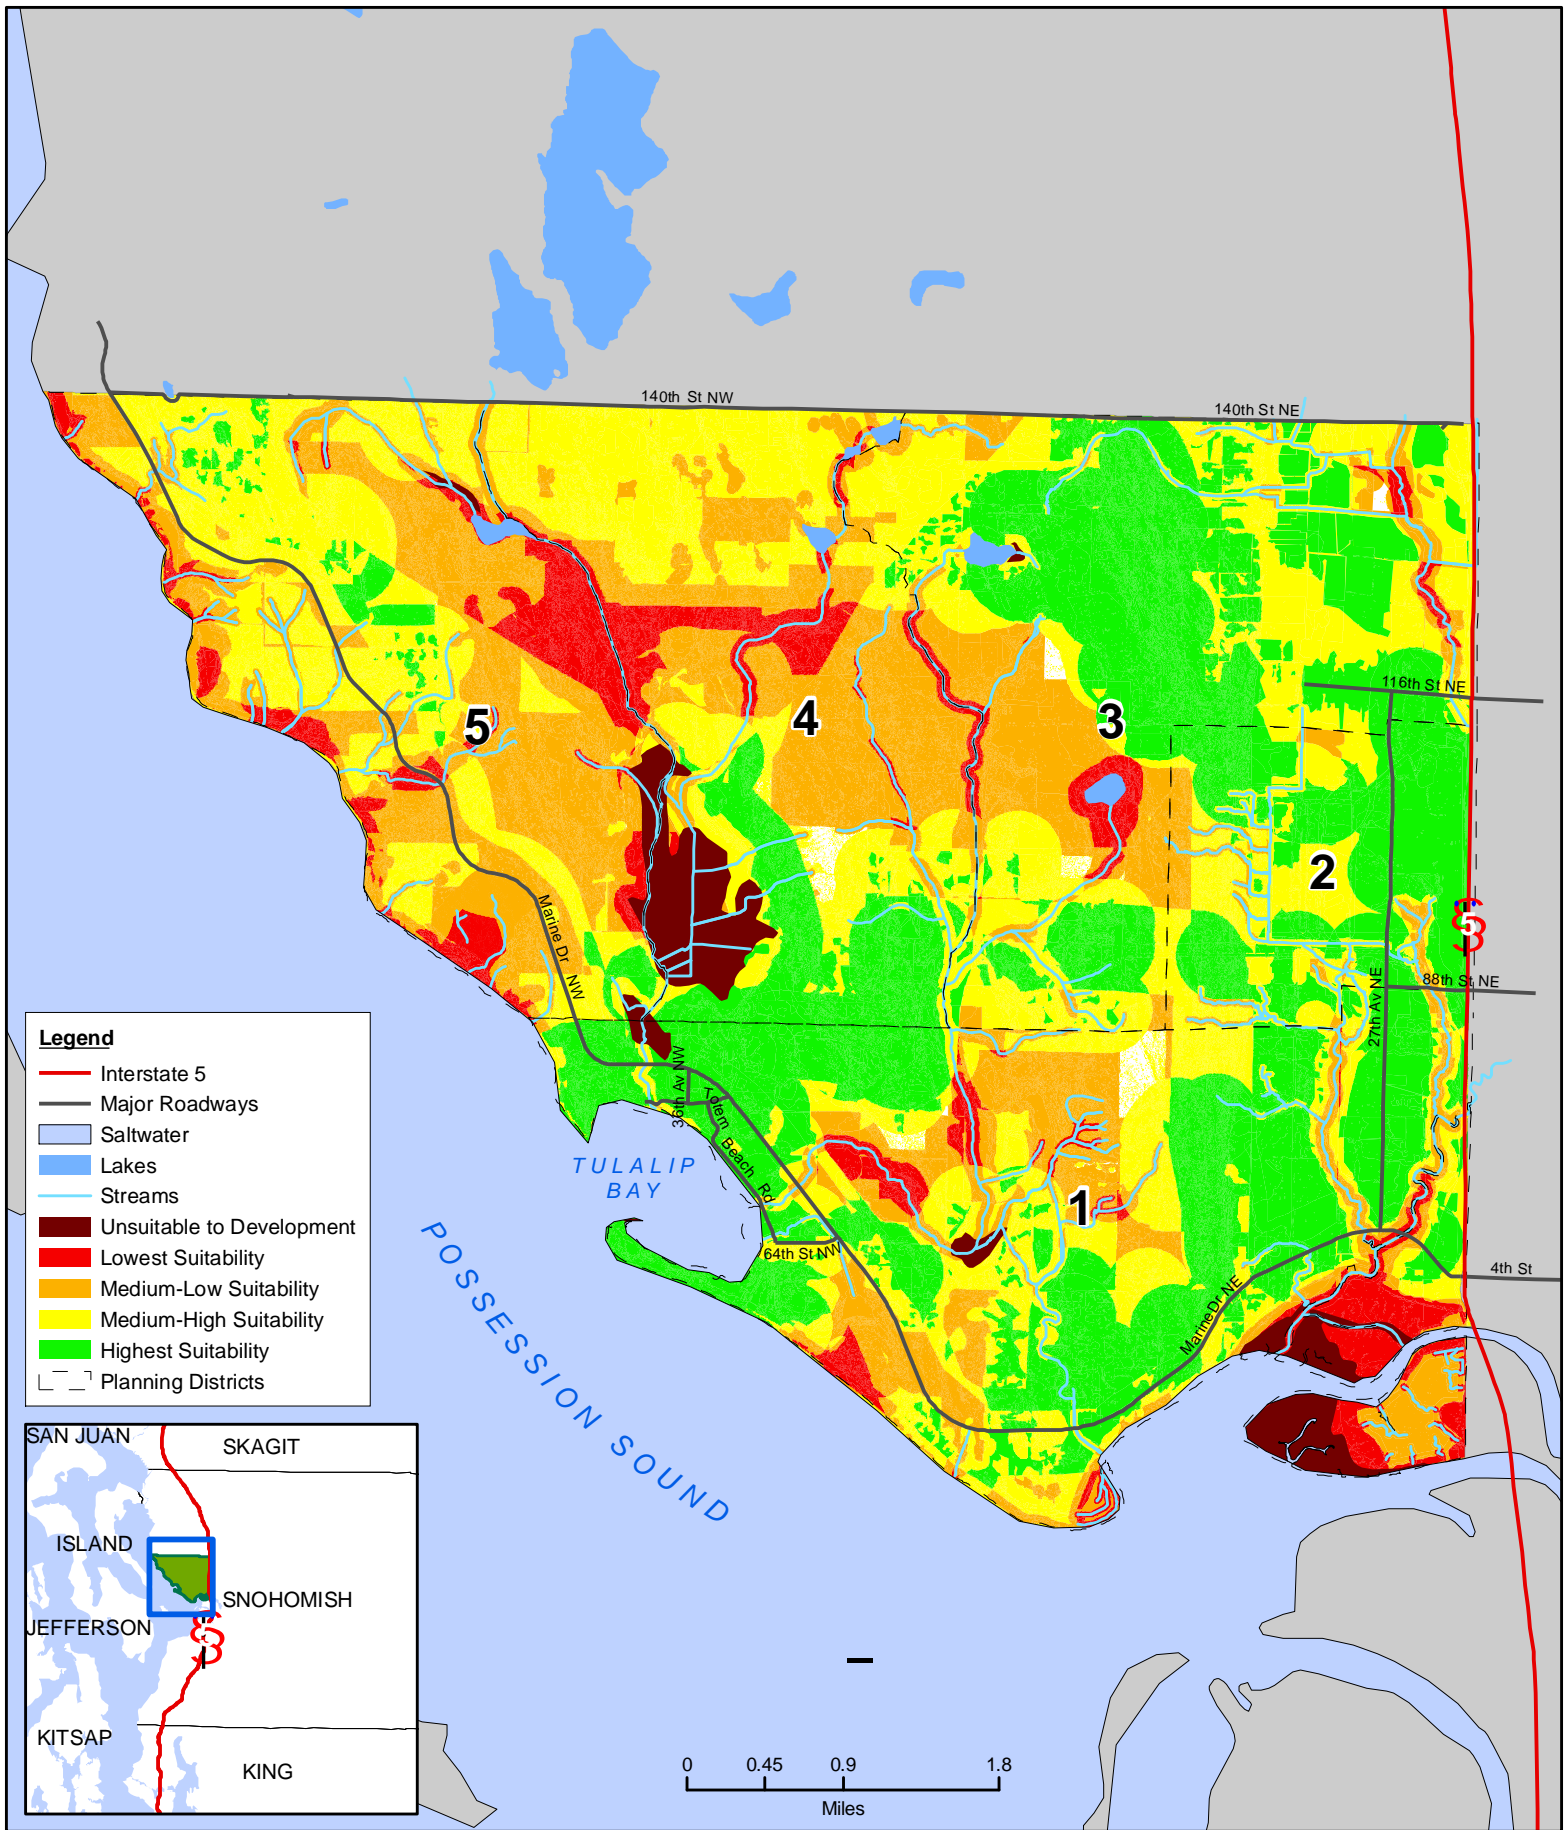 140th St NW
140th St NE
116th St NE
5
4
3
2
5
88th St NE
27th Av NE
Marine Dr NW
36th Av NW
Totem Beach Rd
TULALIP
BAY
1
64th St NW
Marine Dr NE
4th St
POSSESSION SOUND
Legend
Interstate 5
Major Roadways
Saltwater
Lakes
Streams
Unsuitable to Development
Lowest Suitability
Medium-Low Suitability
Medium-High Suitability
Highest Suitability
Planning Districts
SAN JUAN
SKAGIT
ISLAND
SNOHOMISH
JEFFERSON
KITSAP
KING
0 0.45 0.9 1.8
Miles